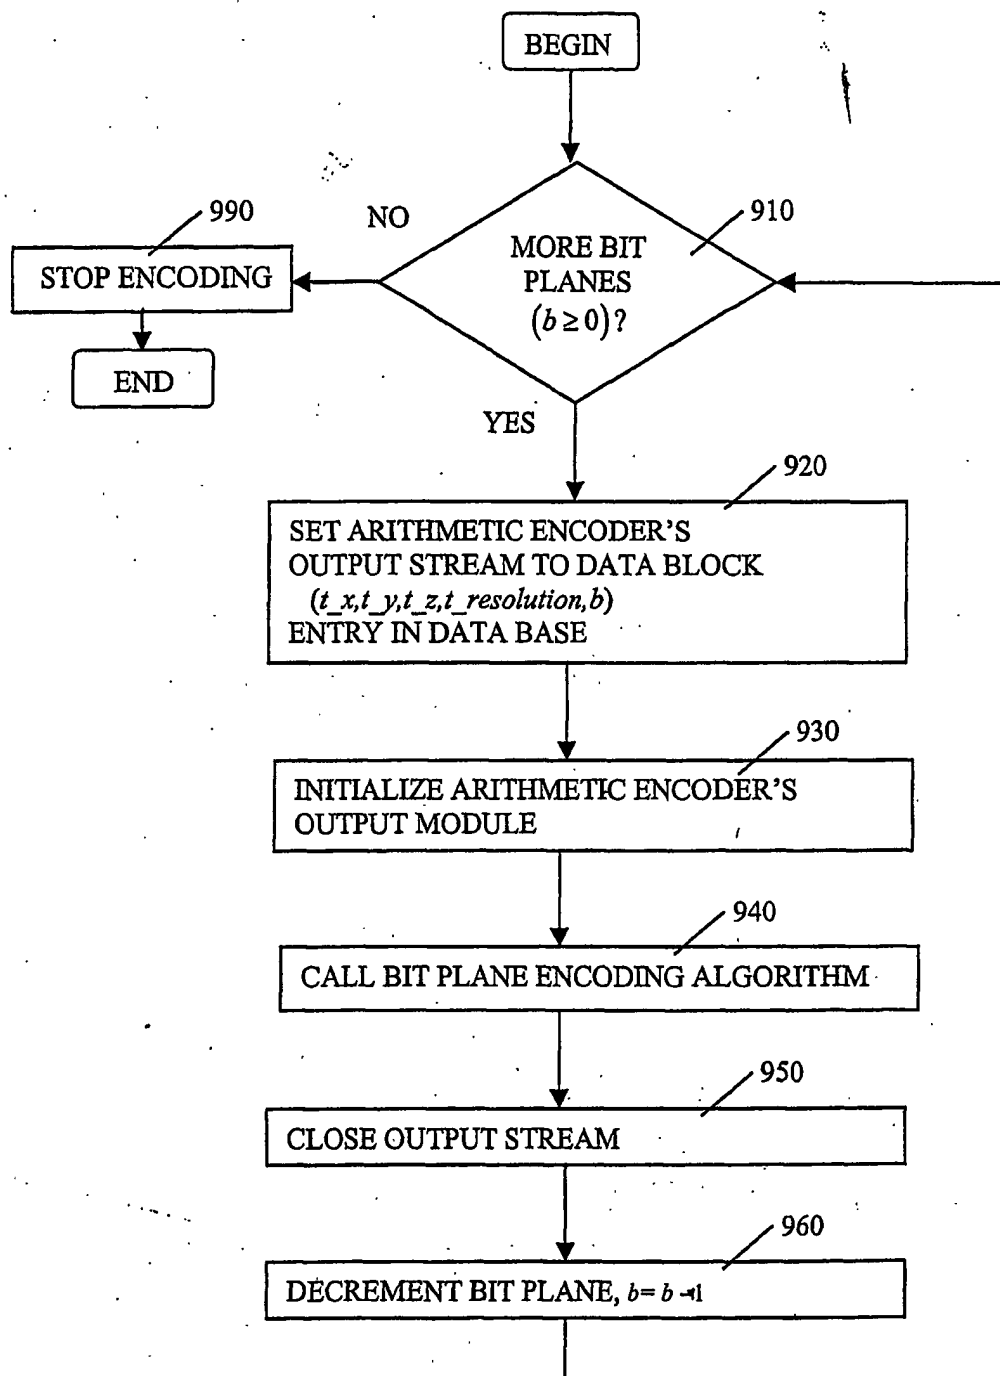 BEGIN
990
NO
910
MORE BIT
PLANES
(b ≥ 0)?
STOP ENCODING
END
YES
920
SET ARITHMETIC ENCODER'S
OUTPUT STREAM TO DATA BLOCK
(t_x,t_y,t_z,t_resolution,b)
ENTRY IN DATA BASE
930
INITIALIZE ARITHMETIC ENCODER'S
OUTPUT MODULE
940
CALL BIT PLANE ENCODING ALGORITHM
950
CLOSE OUTPUT STREAM
960
DECREMENT BIT PLANE, b= b -1